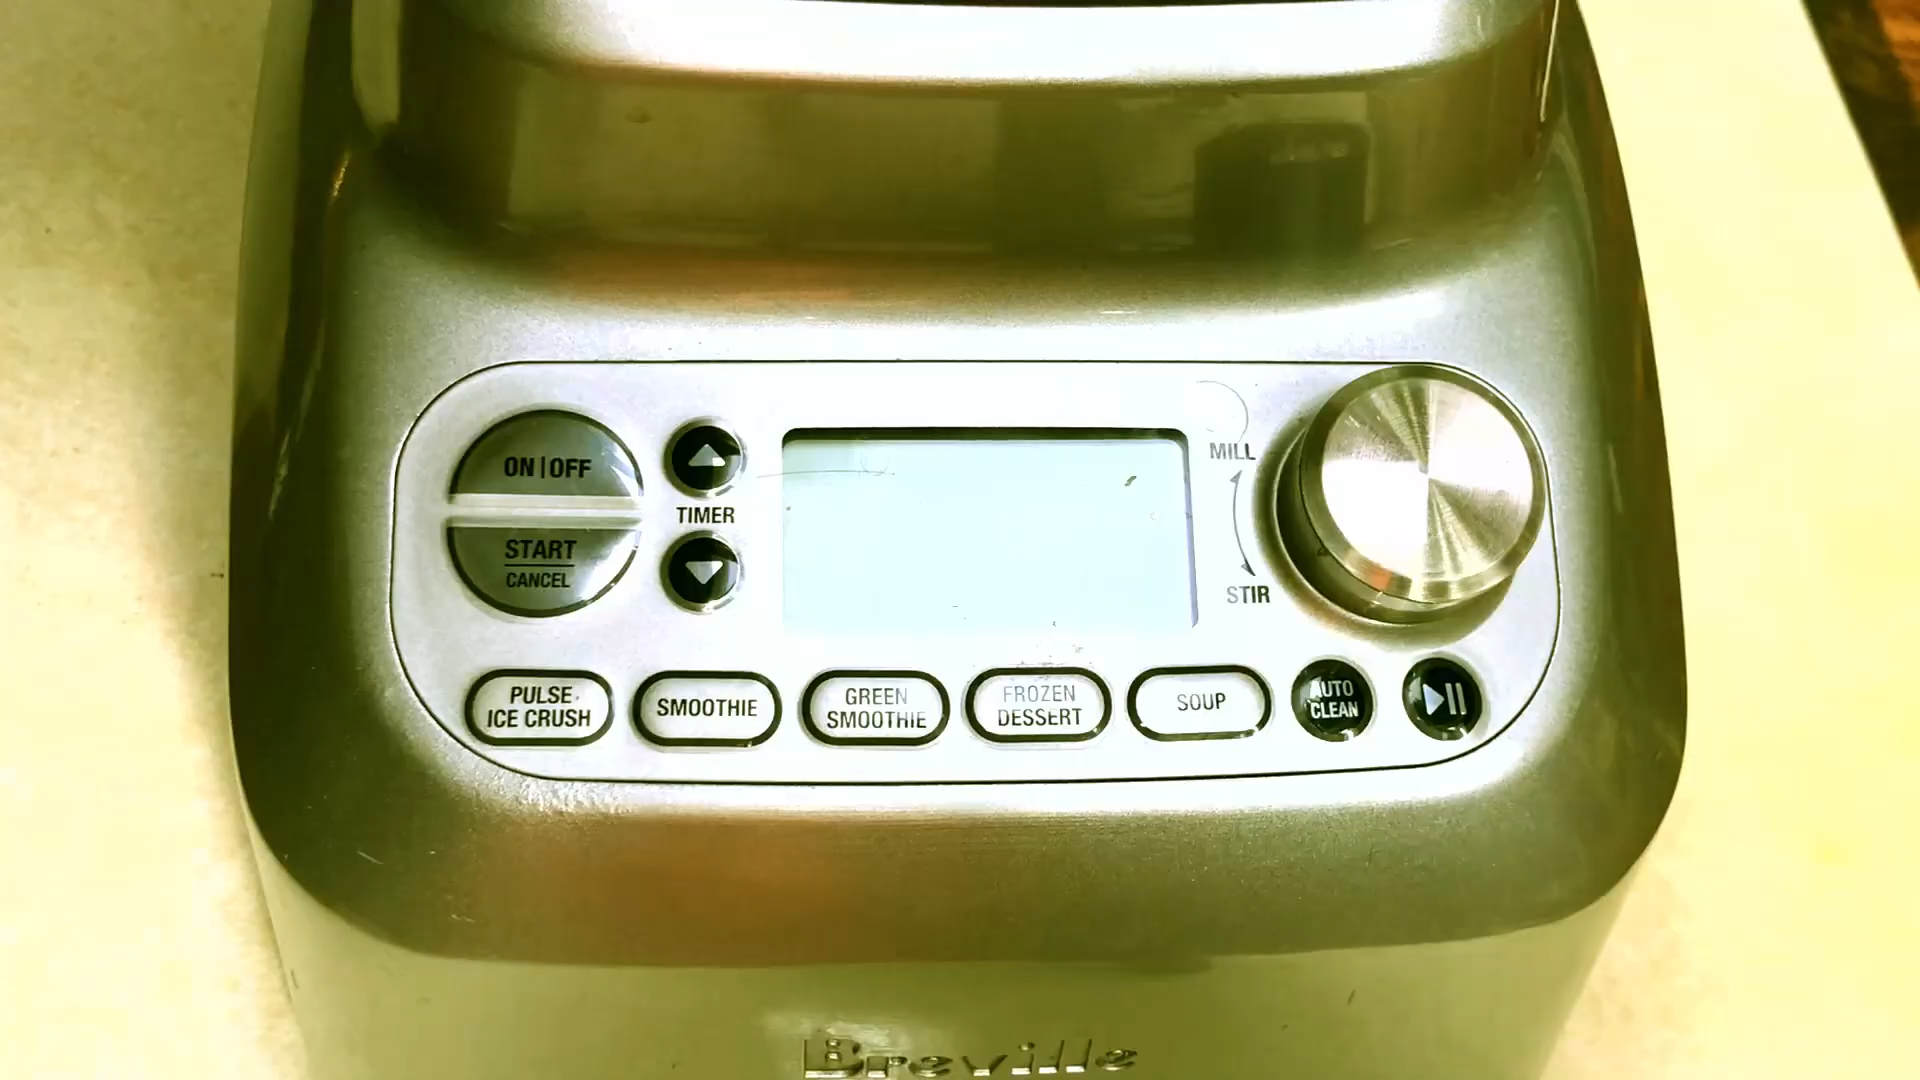 ON|OFF
START
CANCEL
TIMER
MILL
STIR
PULSE
ICE CRUSH
SMOOTHIE
GREEN
SMOOTHIE
FROZEN
DESSERT
SOUP
AUTO
CLEAN
Breville